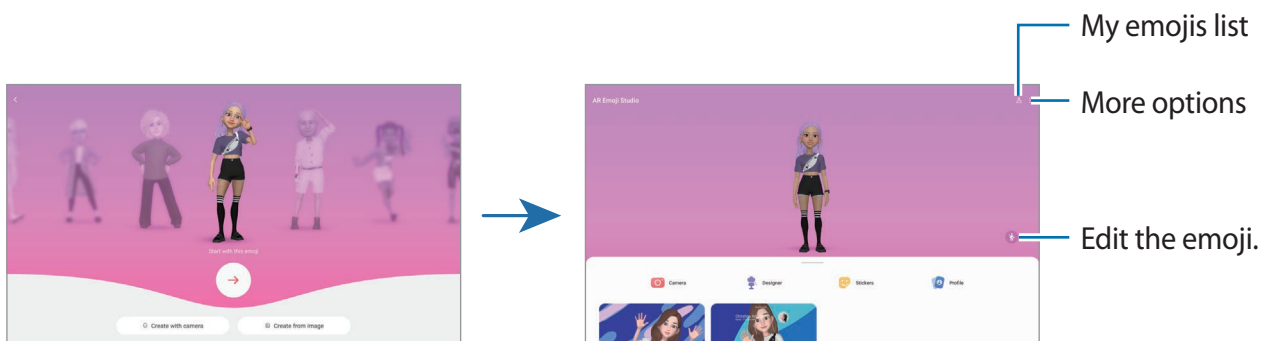 My emojis list
AR Emoji Studio
More options
Start with this emoji
Edit the emoji.
Camera
Designer
Stickers
Profile
Create with camera
Create from image